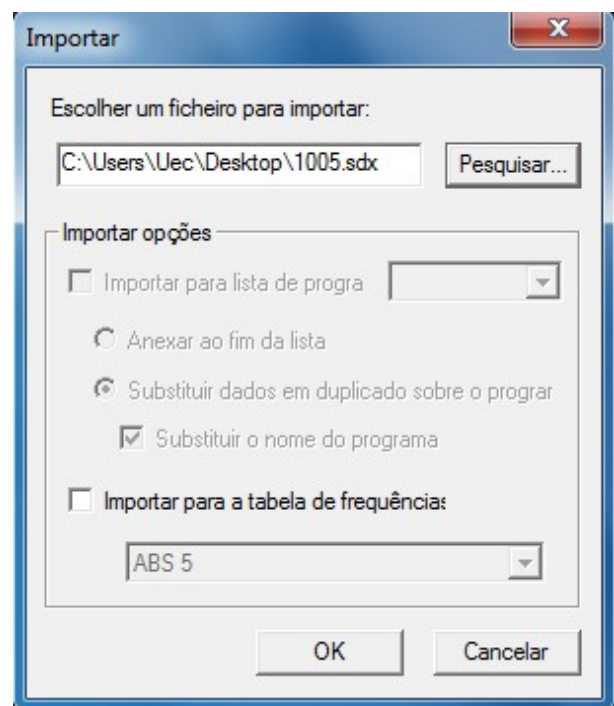 Importar
Escolher um ficheiro para importar:
C:\Users\Uec\Desktop\1005.sdx Pesquisar...
Importar opções
Importar para lista de progra
Anexar ao fim da lista
Substituir dados em duplicado sobre o prograr
Substituir o nome do programa
Importar para a tabela de frequências
ABS 5
OK Cancelar